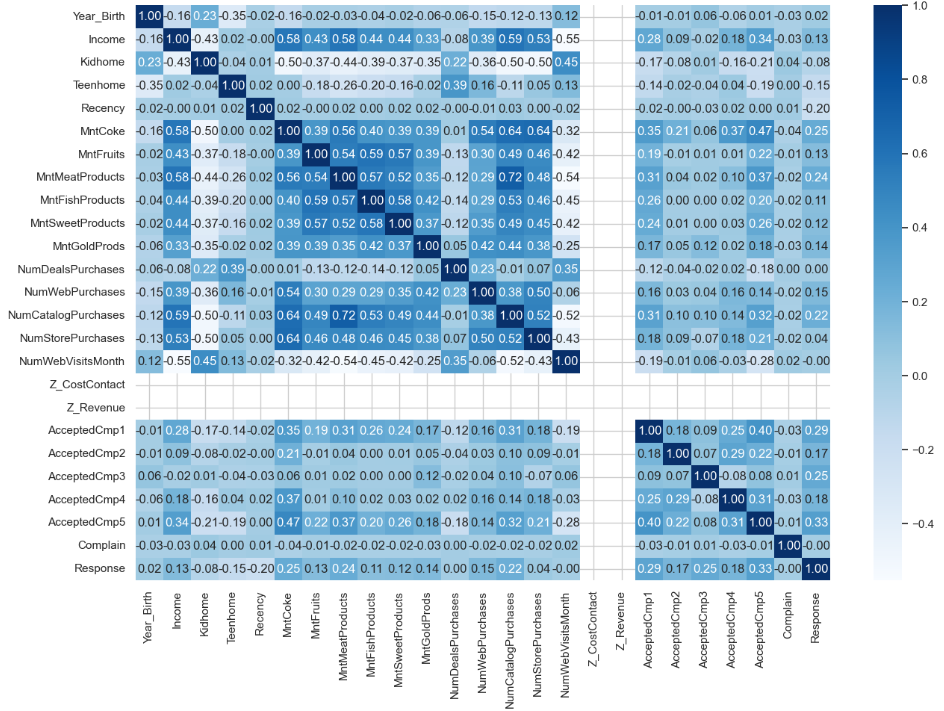 Year_Birth 1.00 -0.16 0.23 -0.35 -0.02 -0.16 -0.02 -0.03 -0.04 -0.02 -0.06 -0.06 -0.15 -0.12 -0.13 0.12 -0.01 -0.01 0.06 -0.06 0.01 -0.03 0.02
Income -0.16 1.00 -0.43 0.02 -0.00 0.58 0.43 0.58 0.44 0.44 0.33 -0.08 0.39 0.59 0.53 -0.55 0.28 0.09 -0.02 0.18 0.34 -0.03 0.13
Kidhome 0.23 -0.43 1.00 -0.04 0.01 -0.50 -0.37 -0.44 -0.39 -0.37 -0.35 0.22 -0.36 -0.50 -0.50 0.45 -0.17 -0.08 0.01 -0.16 -0.21 0.04 -0.08
Teenhome -0.35 0.02 -0.04 1.00 0.02 0.00 -0.18 -0.26 -0.20 -0.16 -0.02 0.39 0.16 -0.11 0.05 0.13 -0.14 -0.02 -0.04 0.04 -0.19 0.00 -0.15
Recency -0.02 -0.00 0.01 0.02 1.00 0.02 -0.00 0.02 0.00 0.02 0.02 -0.00 -0.01 0.03 0.00 -0.02 -0.02 -0.00 -0.03 0.02 0.00 0.01 -0.20
MntCoke -0.16 0.58 -0.50 0.00 0.02 1.00 0.39 0.56 0.40 0.39 0.39 0.01 0.54 0.64 0.64 -0.32 0.35 0.21 0.06 0.37 0.47 -0.04 0.25
MntFruits -0.02 0.43 -0.37 -0.18 -0.00 0.39 1.00 0.54 0.59 0.57 0.39 -0.13 0.30 0.49 0.46 -0.42 0.19 -0.01 0.01 0.01 0.22 -0.01 0.13
MntMeatProducts -0.03 0.58 -0.44 -0.26 0.02 0.56 0.54 1.00 0.57 0.52 0.35 -0.12 0.29 0.72 0.48 -0.54 0.31 0.04 0.02 0.10 0.37 -0.02 0.24
MntFishProducts -0.04 0.44 -0.39 -0.20 0.00 0.40 0.59 0.57 1.00 0.58 0.42 -0.14 0.29 0.53 0.46 -0.45 0.26 0.00 0.00 0.02 0.20 -0.02 0.11
MntSweetProducts -0.02 0.44 -0.37 -0.16 0.02 0.39 0.57 0.52 0.58 1.00 0.37 -0.12 0.35 0.49 0.45 -0.42 0.24 0.01 0.00 0.03 0.26 -0.02 0.12
MntGoldProds -0.06 0.33 -0.35 -0.02 0.02 0.39 0.39 0.35 0.42 0.37 1.00 0.05 0.42 0.44 0.38 -0.25 0.17 0.05 0.12 0.02 0.18 -0.03 0.14
NumDealsPurchases -0.06 -0.08 0.22 0.39 -0.00 0.01 -0.13 -0.12 -0.14 -0.12 0.05 1.00 0.23 -0.01 0.07 0.35 -0.12 -0.04 -0.02 0.02 -0.18 0.00 0.00
NumWebPurchases -0.15 0.39 -0.36 0.16 -0.01 0.54 0.30 0.29 0.29 0.35 0.42 0.23 1.00 0.38 0.50 -0.06 0.16 0.03 0.04 0.16 0.14 -0.02 0.15
NumCatalogPurchases -0.12 0.59 -0.50 -0.11 0.03 0.64 0.49 0.72 0.53 0.49 0.44 -0.01 0.38 1.00 0.52 -0.52 0.31 0.10 0.10 0.14 0.32 -0.02 0.22
NumStorePurchases -0.13 0.53 -0.50 0.05 0.00 0.64 0.46 0.48 0.46 0.45 0.38 0.07 0.50 0.52 1.00 -0.43 0.18 0.09 -0.07 0.18 0.21 -0.02 0.04
NumWebVisitsMonth 0.12 -0.55 0.45 0.13 -0.02 -0.32 -0.42 -0.54 -0.45 -0.42 -0.25 0.35 -0.06 -0.52 -0.43 1.00 -0.19 -0.01 0.06 -0.03 -0.28 0.02 -0.00
Z_CostContact
Z_Revenue
AcceptedCmp1 -0.01 0.28 -0.17 -0.14 -0.02 0.35 0.19 0.31 0.26 0.24 0.17 -0.12 0.16 0.31 0.18 -0.19 1.00 0.18 0.09 0.25 0.40 -0.03 0.29
AcceptedCmp2 -0.01 0.09 -0.08 -0.02 -0.00 0.21 -0.01 0.04 0.00 0.01 0.05 -0.04 0.03 0.10 0.09 -0.01 0.18 1.00 0.07 0.29 0.22 -0.01 0.17
AcceptedCmp3 0.06 -0.02 0.01 -0.04 -0.03 0.06 0.01 0.02 0.00 0.00 0.12 -0.02 0.04 0.10 -0.07 0.06 0.09 0.07 1.00 -0.08 0.08 0.01 0.25
AcceptedCmp4 -0.06 0.18 -0.16 0.04 0.02 0.37 0.01 0.10 0.02 0.03 0.02 0.02 0.16 0.14 0.18 -0.03 0.25 0.29 -0.08 1.00 0.31 -0.03 0.18
AcceptedCmp5 0.01 0.34 -0.21 -0.19 0.00 0.47 0.22 0.37 0.20 0.26 0.18 -0.18 0.14 0.32 0.21 -0.28 0.40 0.22 0.08 0.31 1.00 -0.01 0.33
Complain -0.03 -0.03 0.04 0.00 0.01 -0.04 -0.01 -0.02 -0.02 -0.02 -0.03 0.00 -0.02 -0.02 -0.02 0.02 -0.03 -0.01 0.01 -0.03 -0.01 1.00 -0.00
Response 0.02 0.13 -0.08 -0.15 -0.20 0.25 0.13 0.24 0.11 0.12 0.14 0.00 0.15 0.22 0.04 -0.00 0.29 0.17 0.25 0.18 0.33 -0.00 1.00
Year_Birth
Income
Kidhome
Teenhome
Recency
MntCoke
MntFruits
MntMeatProducts
MntFishProducts
MntSweetProducts
MntGoldProds
NumDealsPurchases
NumWebPurchases
NumCatalogPurchases
NumStorePurchases
NumWebVisitsMonth
Z_CostContact
Z_Revenue
AcceptedCmp1
AcceptedCmp2
AcceptedCmp3
AcceptedCmp4
AcceptedCmp5
Complain
Response
1.0
0.8
0.6
0.4
0.2
0.0
-0.2
-0.4